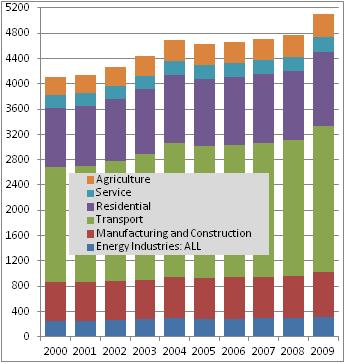 5200
4800
4400
4000
3600
3200
2800
2400
2000
1600
1200
800
400
0
Agriculture
Service
Residential
Transport
Manufacturing and Construction
Energy Industries: ALL
2000 2001 2002 2003 2004 2005 2006 2007 2008 2009